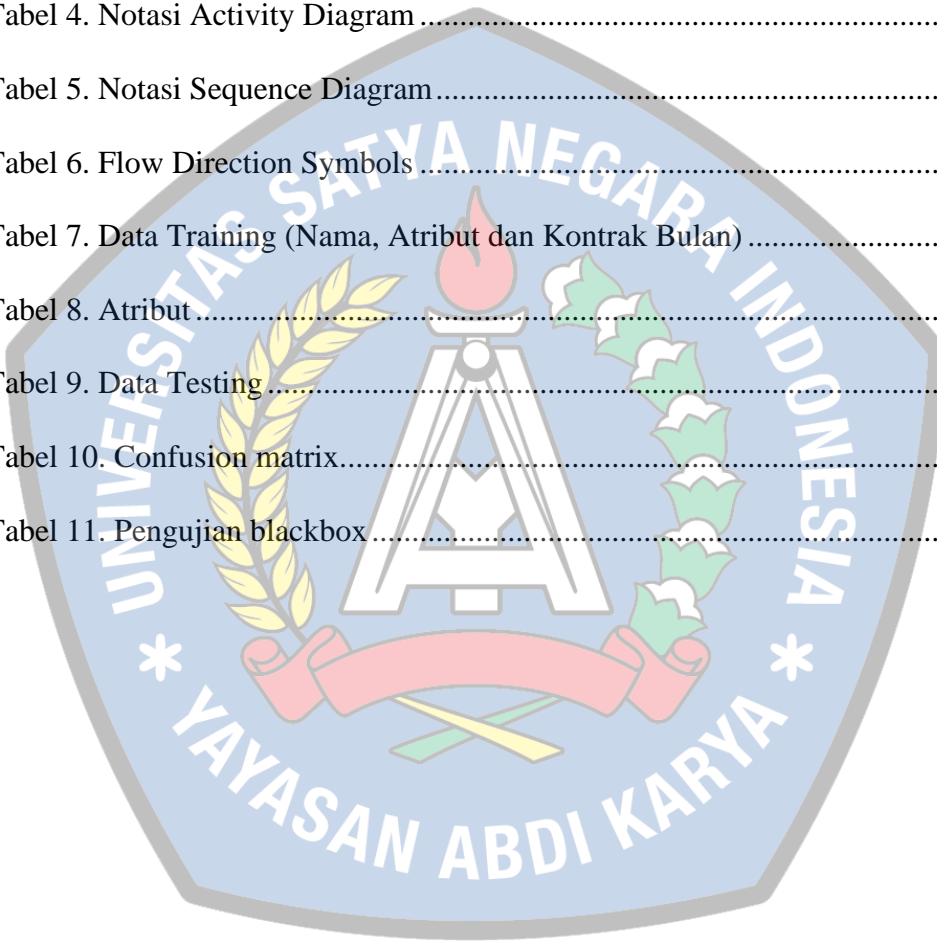 Tabel 4. Notasi Activity Diagram ................................................................
Tabel 5. Notasi Sequence Diagram ..............................................................
Tabel 6. Flow Direction Symbols ................................................................
Tabel 7. Data Training (Nama, Atribut dan Kontrak Bulan) ........................
Tabel 8. Atribut ............................................................................................
Tabel 9. Data Testing ...................................................................................
Tabel 10. Confusion matrix..........................................................................
Tabel 11. Pengujian blackbox ......................................................................
UNIVERSITAS SATYA NEGARA INDONESIA
* YAYASAN ABDI KARYA *